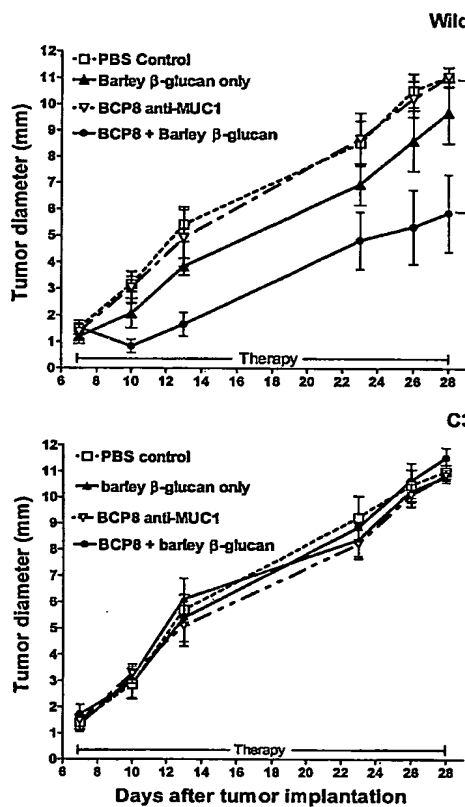 Wild
12
11
10
9
8
7
6
5
4
3
2
1
0
Tumor diameter (mm)
PBS Control
Barley β-glucan only
BCP8 anti-MUC1
BCP8 + Barley β-glucan
Therapy
6 8 10 12 14 16 18 20 22 24 26 28
C3
12
11
10
9
8
7
6
5
4
3
2
1
0
Tumor diameter (mm)
PBS control
barley β-glucan only
BCP8 anti-MUC1
BCP8 + barley β-glucan
Therapy
6 8 10 12 14 16 18 20 22 24 26 28
Days after tumor implantation